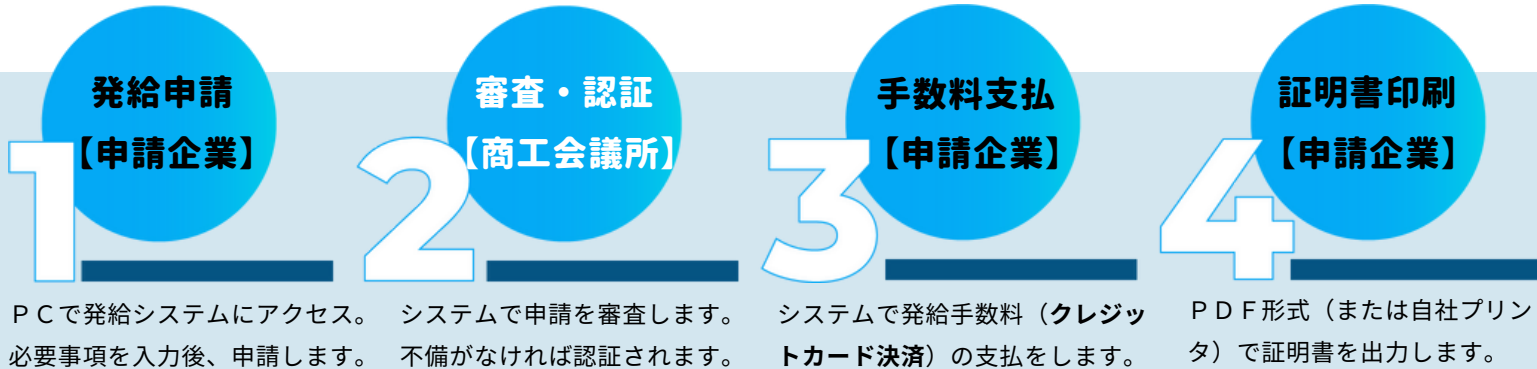 1
発給申請
【申請企業】
ＰＣで発給システムにアクセス。
必要事項を入力後、申請します。
2
審査・認証
【商工会議所】
システムで申請を審査します。
不備がなければ認証されます。
3
手数料支払
【申請企業】
システムで発給手数料（クレジッ
トカード決済）の支払をします。
4
証明書印刷
【申請企業】
ＰＤＦ形式（または自社プリン
タ）で証明書を出力します。